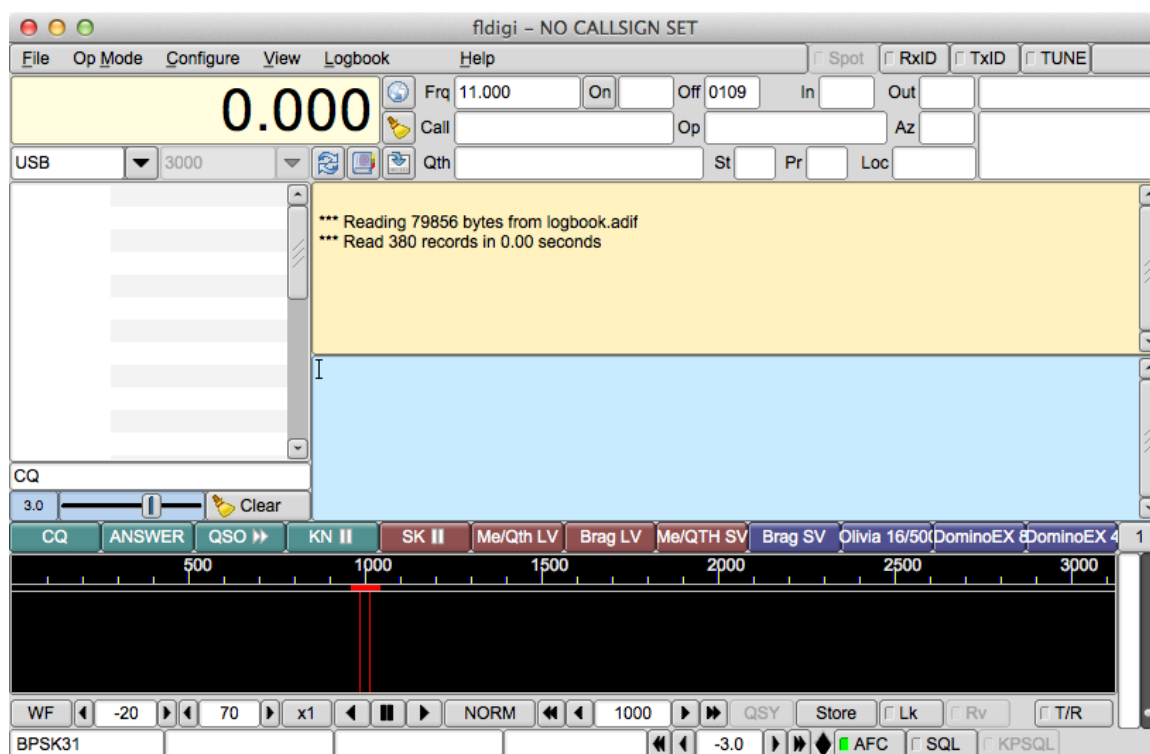 fldigi – NO CALLSIGN SET
File Op Mode Configure View Logbook Help Spot RxID TxID TUNE
0.000 Frq 11.000 On Off 0109 In Out
Call Op Az
USB 3000 Qth St Pr Loc
*** Reading 79856 bytes from logbook.adif
*** Read 380 records in 0.00 seconds
CQ
3.0 Clear
CQ ANSWER QSO KN SK Me/Qth LV Brag LV Me/QTH SV Brag SV Olivia 16/500 DominoEX 8 DominoEX 4 1
500 1000 1500 2000 2500 3000
WF -20 70 x1 NORM 1000 QSY Store Lk Rv T/R
BPSK31 -3.0 AFC SQL KPSQL